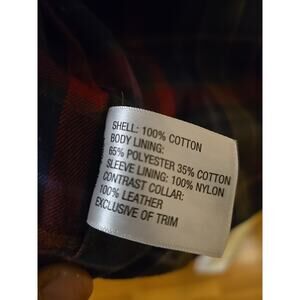 SHELL: 100% COTTON
BODY LINING:
65% POLYESTER 35% COTTON
SLEEVE LINING: 100% NYLON
CONTRAST COLLAR:
100% LEATHER
EXCLUSIVE OF TRIM